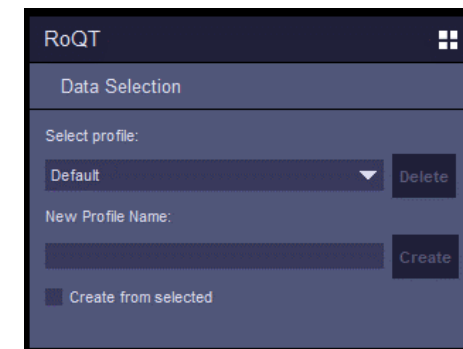 RoQT
Data Selection
Select profile:
Default
Delete
New Profile Name:
Create
Create from selected